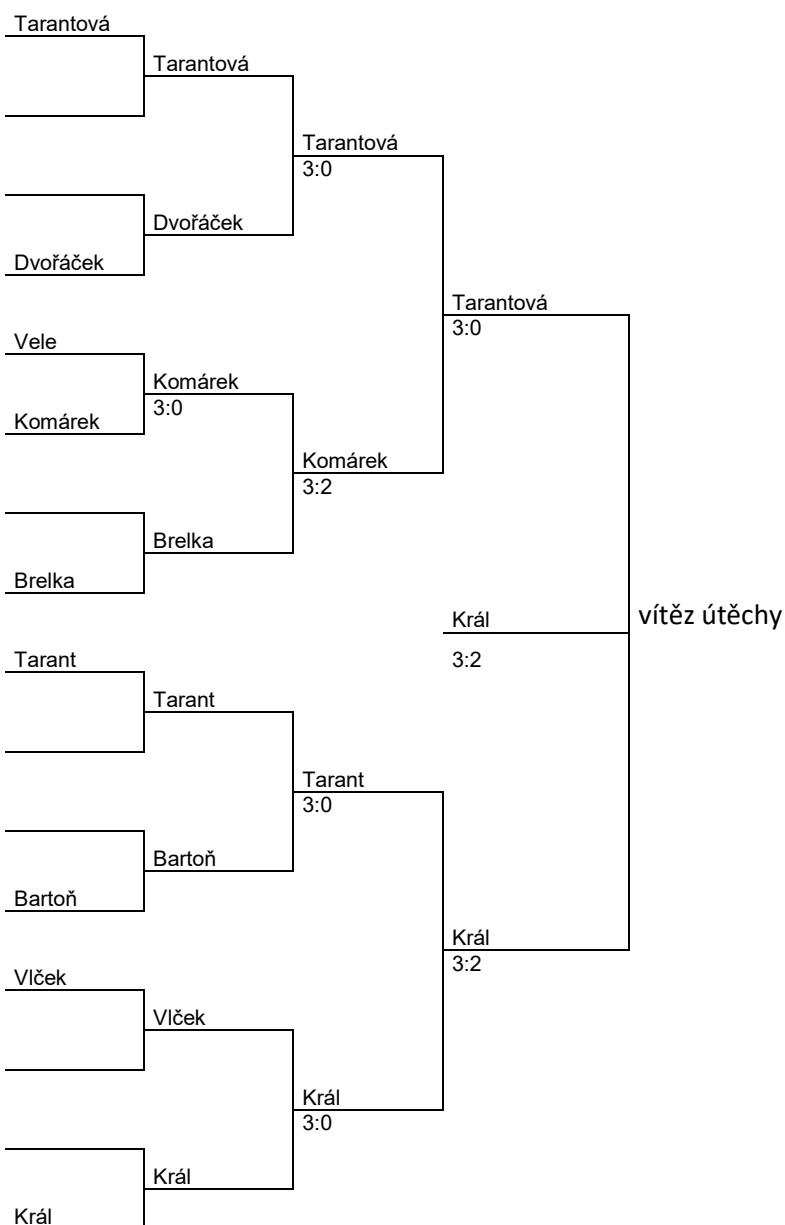 Tarantová
Tarantová
Tarantová
3:0
Dvořáček
Dvořáček
Tarantová
3:0
Vele
Komárek
3:0
Komárek
Komárek
3:2
Brelka
Brelka
Král
vítěz útěchy
3:2
Tarant
Tarant
Tarant
3:0
Bartoň
Bartoň
Král
3:2
Vlček
Vlček
Král
3:0
Král
Král